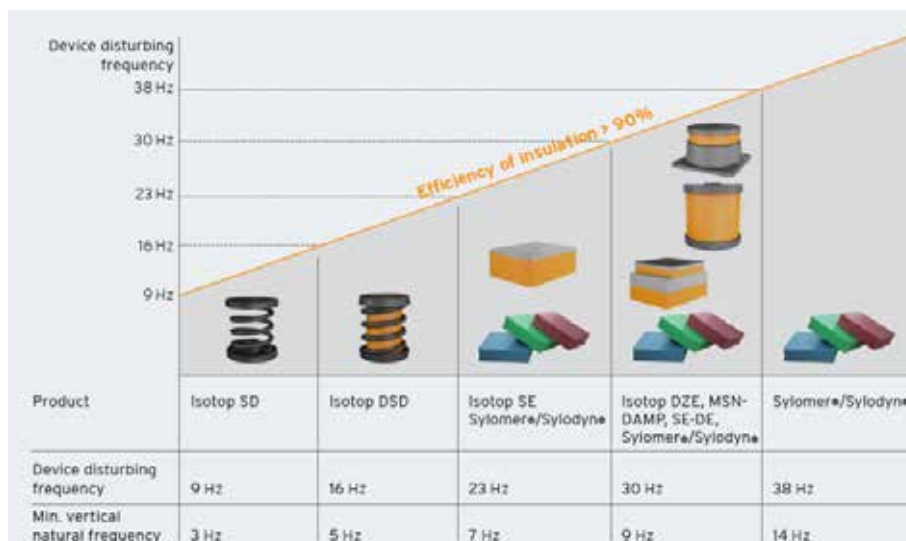 Device disturbing
frequency
38 Hz
30 Hz
23 Hz
16 Hz
9 Hz
Efficiency of insulation > 90%
Product
Isotop SD
Isotop DSD
Isotop SE
Sylomer®/Sylodyn®
Isotop DZE, MSN-
DAMP, SE-DE,
Sylomer®/Sylodyn®
Sylomer®/Sylodyn®
Device disturbing
frequency
9 Hz
16 Hz
23 Hz
30 Hz
38 Hz
Min. vertical
natural frequency
3 Hz
5 Hz
7 Hz
9 Hz
14 Hz